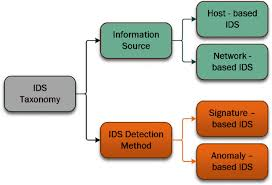 IDS
Taxonomy
Information
Source
Host - based
IDS
Network -
based IDS
IDS Detection
Method
Signature –
based IDS
Anomaly –
based IDS